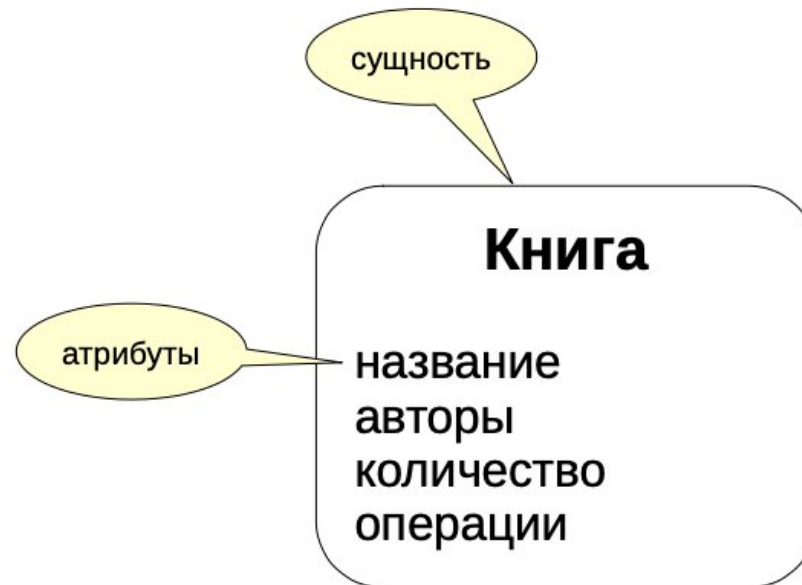 сущность
Книга
атрибуты
название
авторы
количество
операции